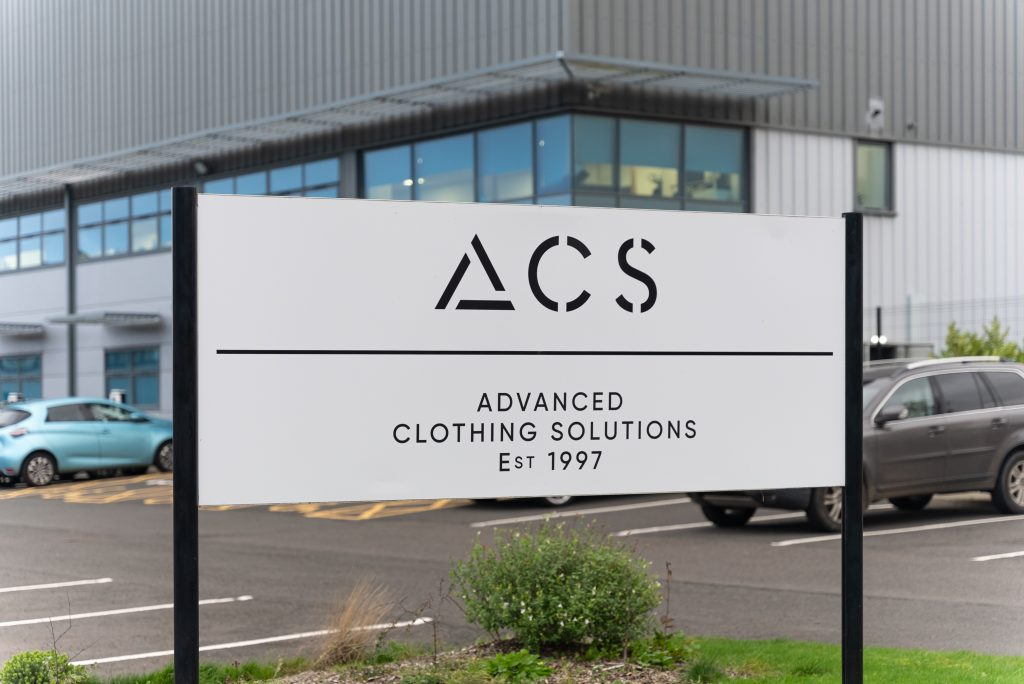 ACS
ADVANCED
CLOTHING SOLUTIONS
EST 1997